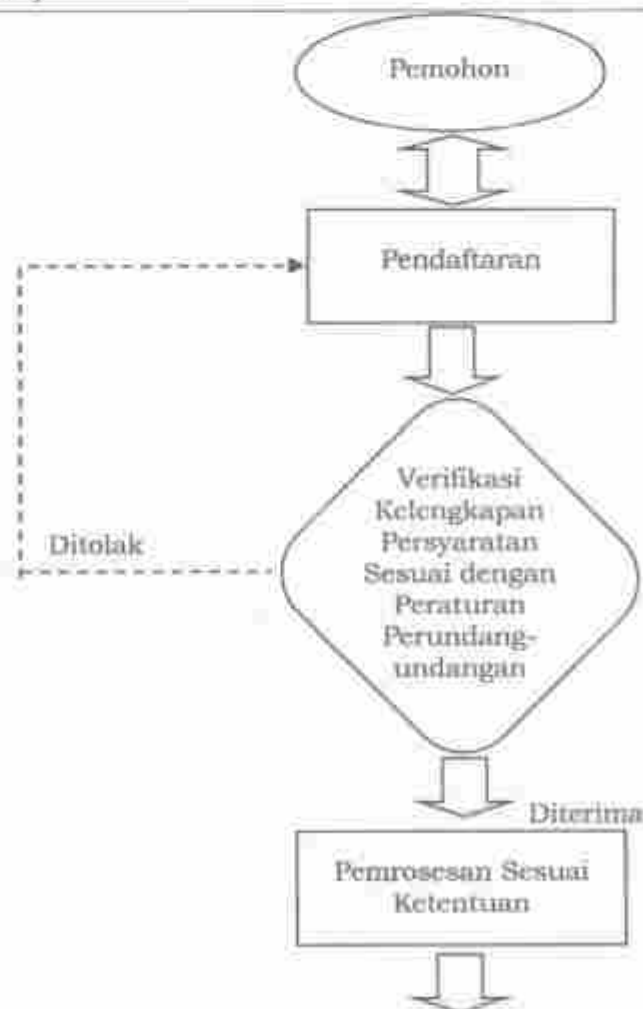 Pemohon
Pendaftaran
Verifikasi
Kelengkapan
Persyaratan
Sesuai dengan
Peraturan
Perundang-
undangan
Ditolak
Diterima
Pemrosesan Sesuai
Ketentuan